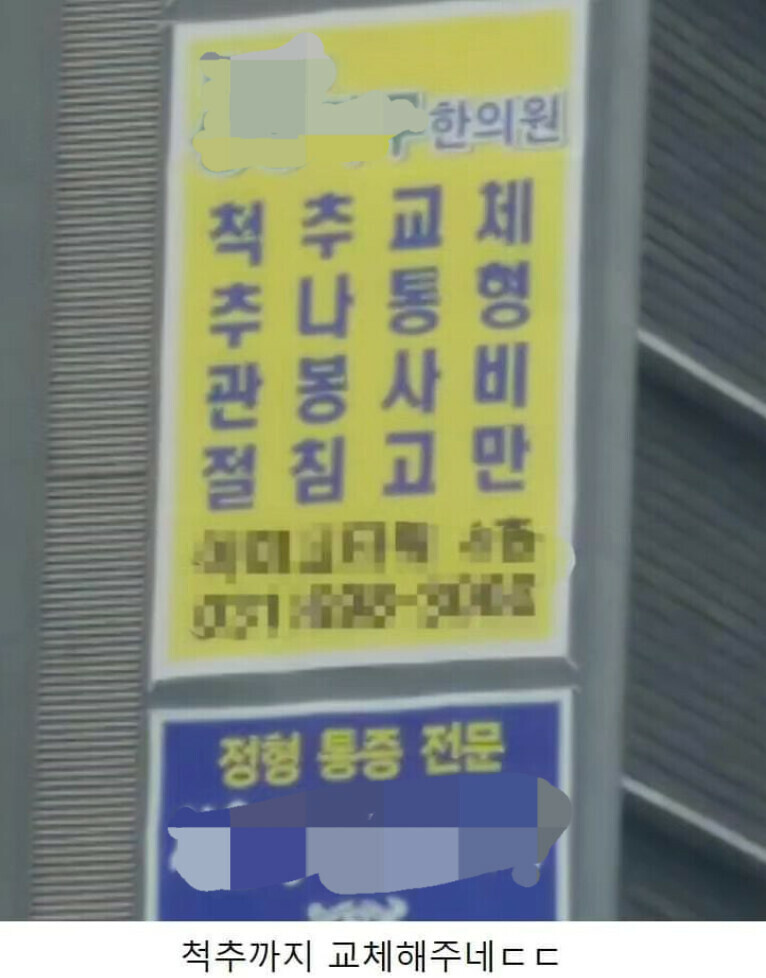 한의원
척 추 교 체
추 나 통 형
관 봉 사 비
절 침 고 만
정형 통증 전문
척추까지 교체해주네ㄷㄷ